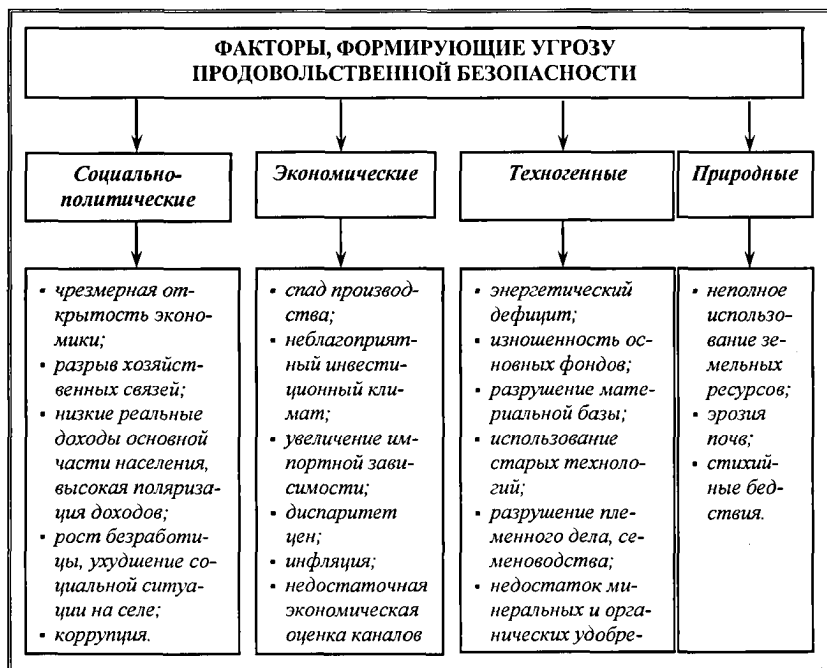 ФАКТОРЫ, ФОРМИРУЮЩИЕ УГРОЗУ
ПРОДОВОЛЬСТВЕННОЙ БЕЗОПАСНОСТИ
Социально-
политические
▪ чрезмерная от-
крытость эконо-
мики;
▪ разрыв хозяйст-
венных связей;
▪ низкие реальные
доходы основной
части населения,
высокая поляриза-
ция доходов;
▪ рост безработи-
цы, ухудшение со-
циальной ситуа-
ции на селе;
▪ коррупция.
Экономические
▪ спад производ-
ства;
▪ неблагоприят-
ный инвести-
ционный кли-
мат;
▪ увеличение им-
портной зави-
симости;
▪ диспаритет
цен;
▪ инфляция;
▪ недостаточная
экономическая
оценка каналов
Техногенные
▪ энергетический
дефицит;
▪ изношенность ос-
новных фондов;
▪ разрушение мате-
риальной базы;
▪ использование
старых техноло-
гий;
▪ разрушение пле-
менного дела, се-
меноводства;
▪ недостаток ми-
неральных и орга-
нических удобре-
Природные
▪ неполное
использо-
вание зе-
мельных
ресурсов;
▪ эрозия
почв;
▪ стихий-
ные бед-
ствия.